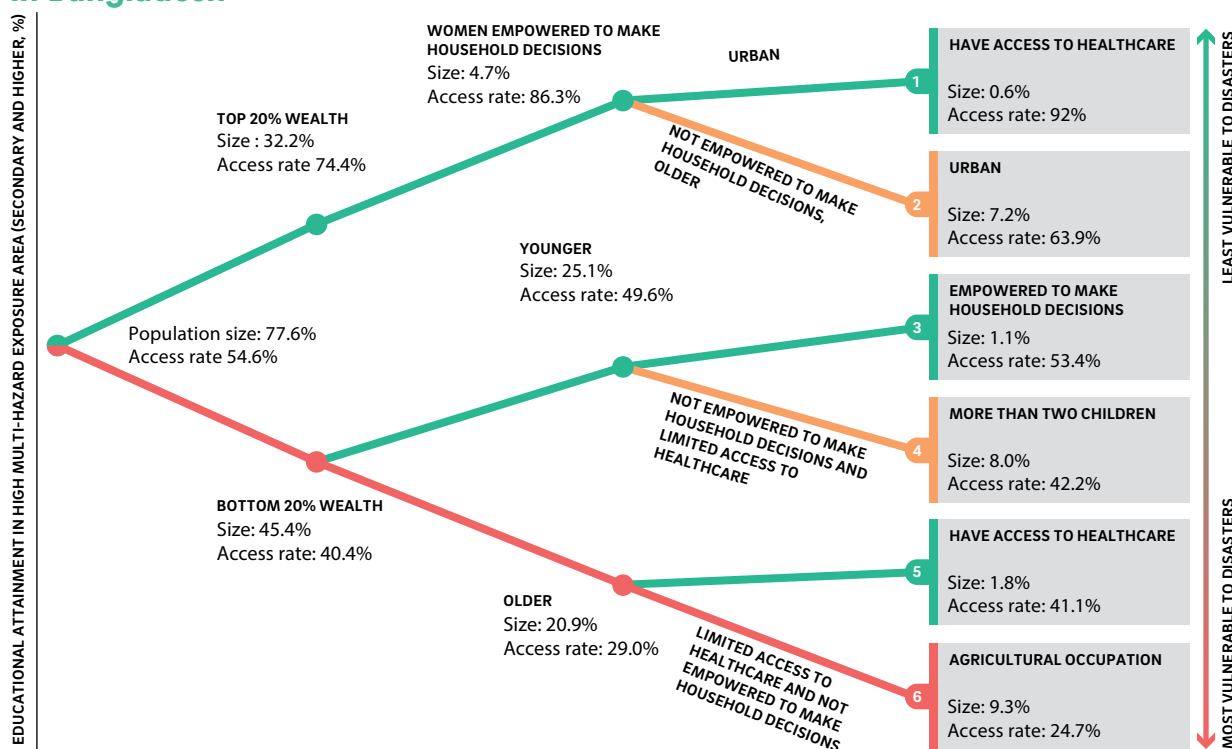 in Bangladesh
EDUCATIONAL ATTAINMENT IN HIGH MULTI-HAZARD EXPOSURE AREA (SECONDARY AND HIGHER, %)
Population size: 77.6%
Access rate 54.6%
TOP 20% WEALTH
Size : 32.2%
Access rate 74.4%
BOTTOM 20% WEALTH
Size: 45.4%
Access rate: 40.4%
WOMEN EMPOWERED TO MAKE
HOUSEHOLD DECISIONS
Size: 4.7%
Access rate: 86.3%
URBAN
NOT EMPOWERED TO MAKE
HOUSEHOLD DECISIONS,
OLDER
YOUNGER
Size: 25.1%
Access rate: 49.6%
NOT EMPOWERED TO MAKE
HOUSEHOLD DECISIONS AND
LIMITED ACCESS TO
HEALTHCARE
OLDER
Size: 20.9%
Access rate: 29.0%
LIMITED ACCESS TO
HEALTHCARE AND NOT
EMPOWERED TO MAKE
HOUSEHOLD DECISIONS
1
HAVE ACCESS TO HEALTHCARE
Size: 0.6%
Access rate: 92%
2
URBAN
Size: 7.2%
Access rate: 63.9%
3
EMPOWERED TO MAKE
HOUSEHOLD DECISIONS
Size: 1.1%
Access rate: 53.4%
4
MORE THAN TWO CHILDREN
Size: 8.0%
Access rate: 42.2%
5
HAVE ACCESS TO HEALTHCARE
Size: 1.8%
Access rate: 41.1%
6
AGRICULTURAL OCCUPATION
Size: 9.3%
Access rate: 24.7%
LEAST VULNERABLE TO DISASTERS
MOST VULNERABLE TO DISASTERS